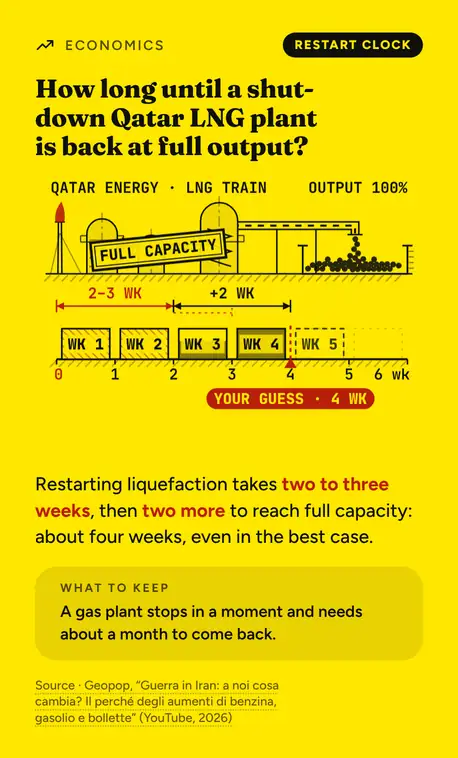 ECONOMICS
RESTART CLOCK
How long until a shut-
down Qatar LNG plant
is back at full output?
QATAR ENERGY · LNG TRAIN
OUTPUT 100%
FULL CAPACITY
2–3 WK
+2 WK
WK 1
WK 2
WK 3
WK 4
WK 5
0 1 2 3 4 5 6 wk
YOUR GUESS · 4 WK
Restarting liquefaction takes two to three
weeks, then two more to reach full capacity:
about four weeks, even in the best case.
WHAT TO KEEP
A gas plant stops in a moment and needs
about a month to come back.
Source · Geopop, “Guerra in Iran: a noi cosa
cambia? Il perché degli aumenti di benzina,
gasolio e bollette” (YouTube, 2026)